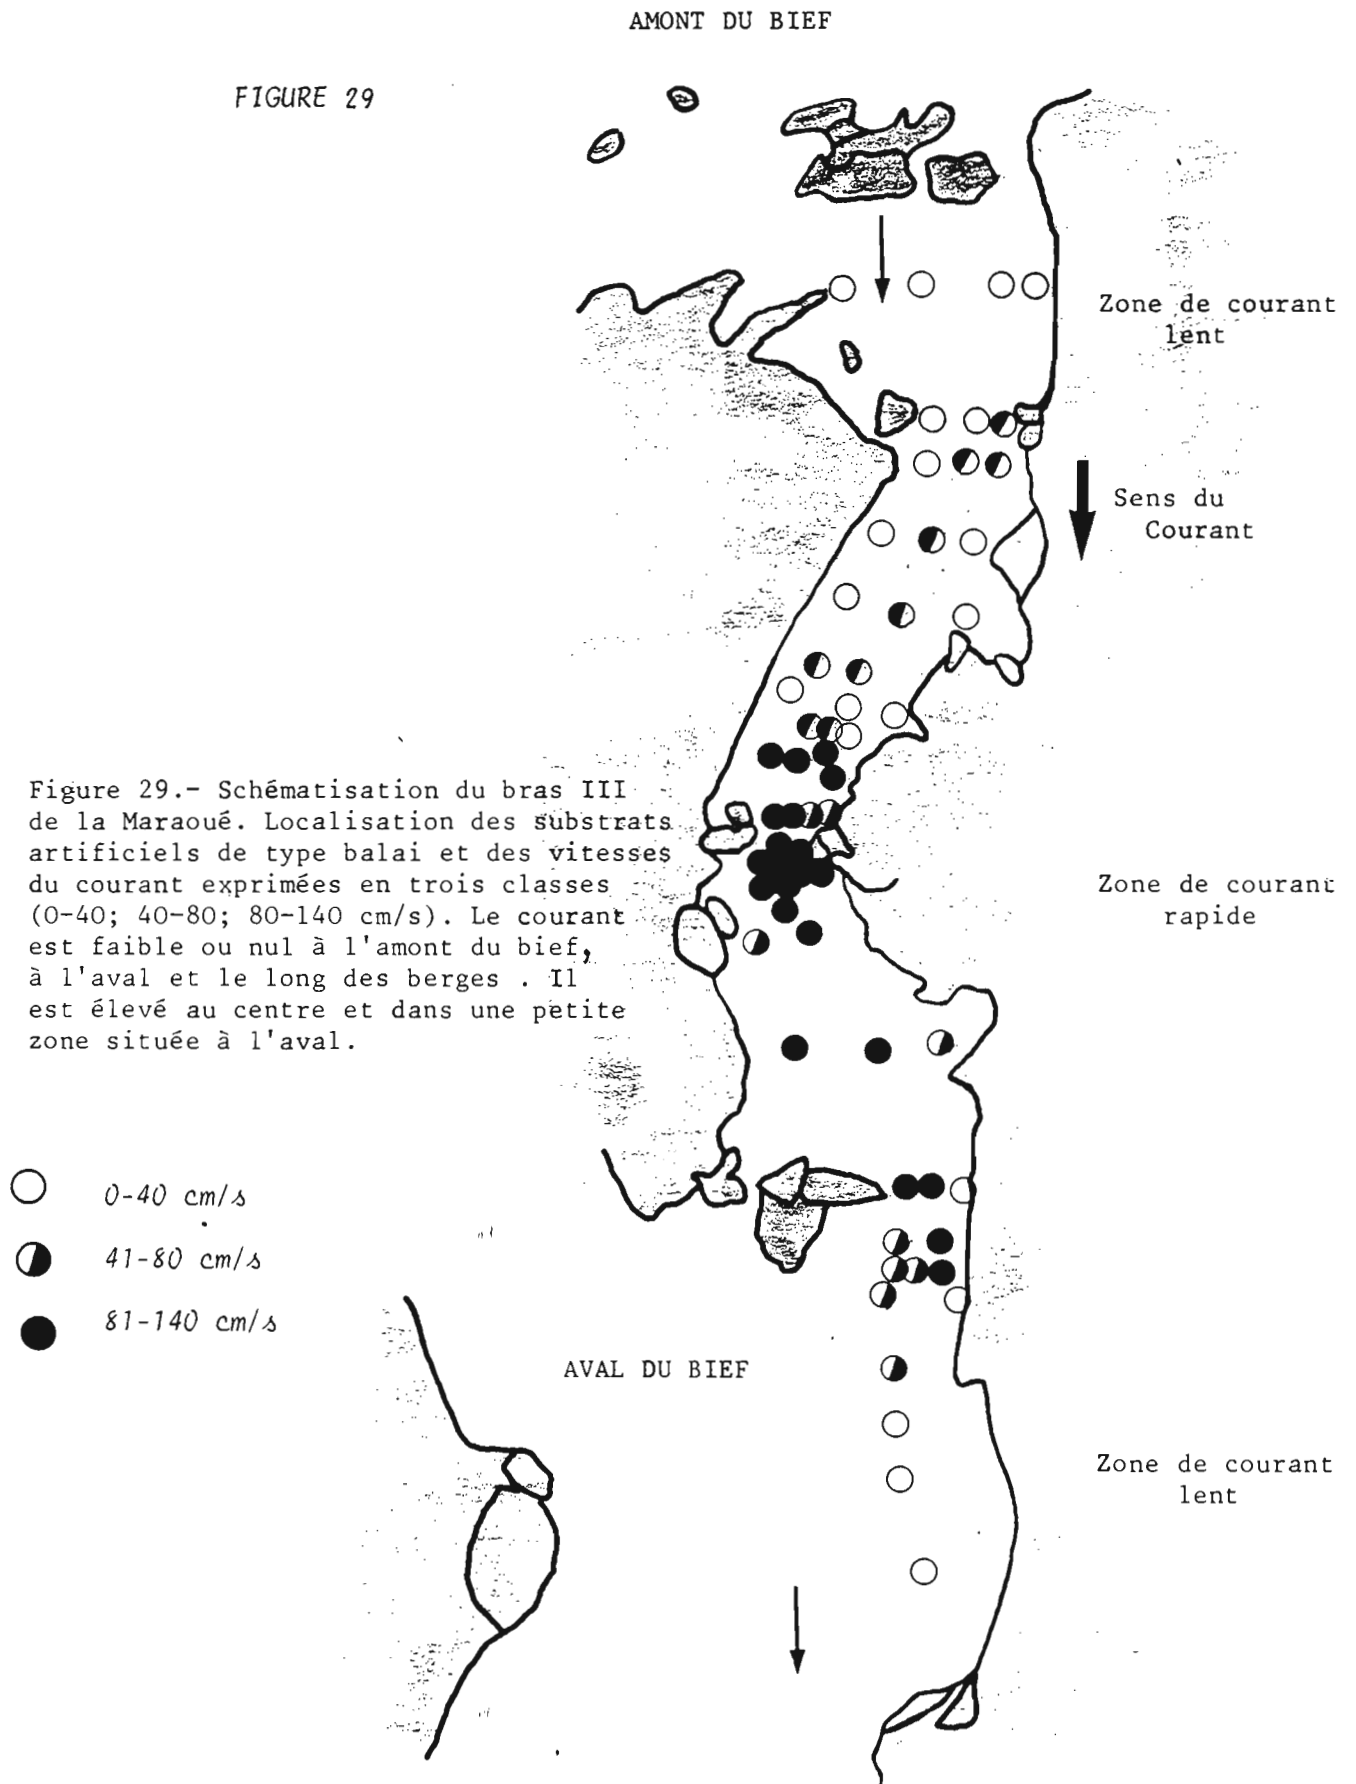 AMONT DU BIEF
FIGURE 29
Zone de courant
lent
Sens du
Courant
Figure 29.- Schématisation du bras III
de la Maraoué. Localisation des substrats
artificiels de type balai et des vitesses
du courant exprimées en trois classes
(0-40; 40-80; 80-140 cm/s). Le courant
est faible ou nul à l'amont du bief,
à l'aval et le long des berges . Il
est élevé au centre et dans une petite
zone située à l'aval.
Zone de courant
rapide
0-40 cm/s
41-80 cm/s
81-140 cm/s
AVAL DU BIEF
Zone de courant
lent